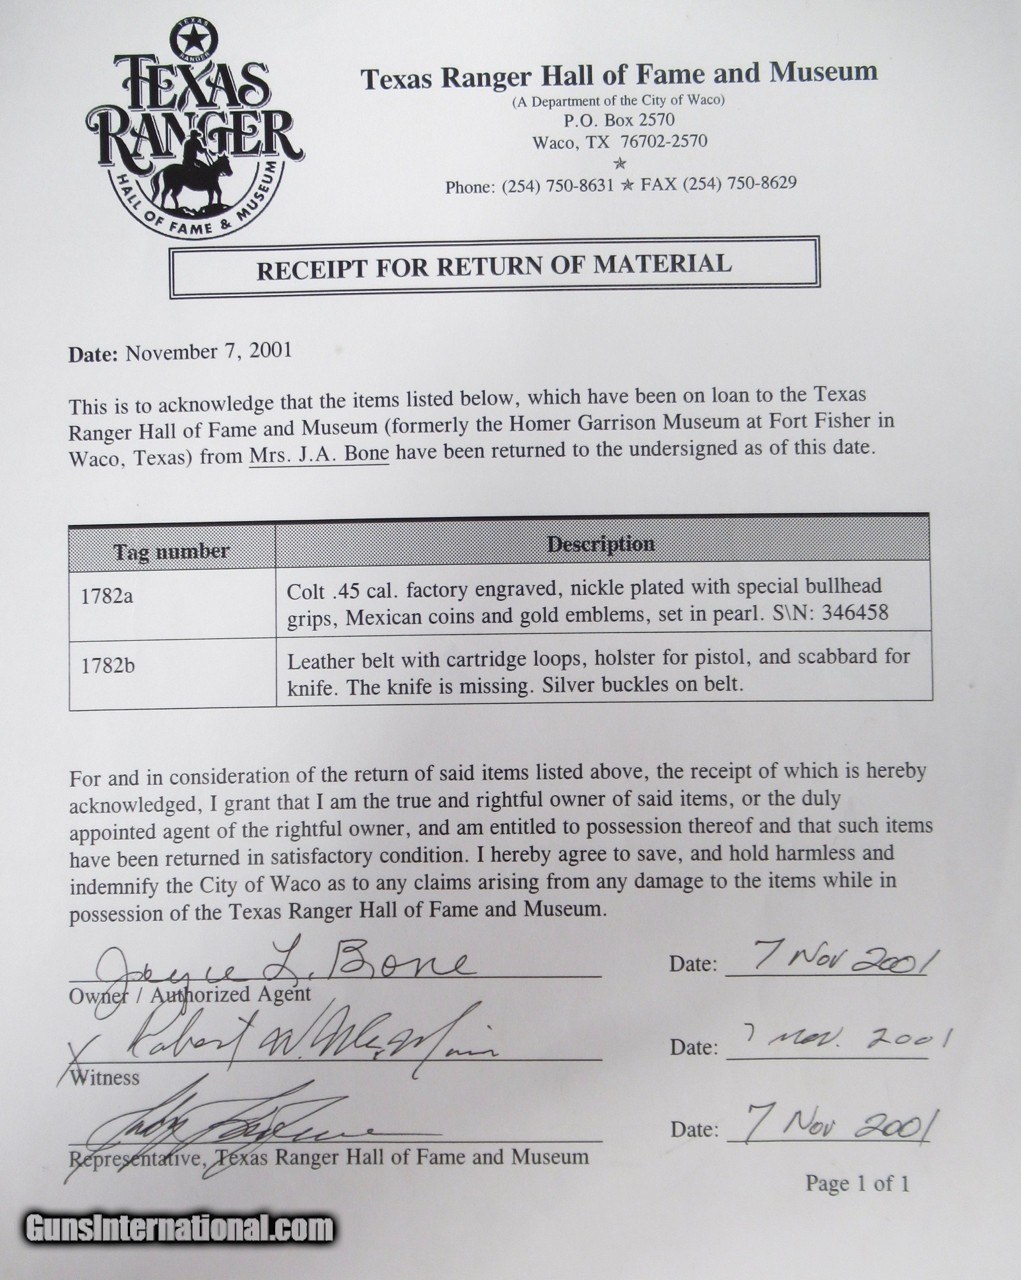 TEXAS
RANGER
TEXAS
RANGER
HALL OF FAME & MUSEUM
Texas Ranger Hall of Fame and Museum
(A Department of the City of Waco)
P.O. Box 2570
Waco, TX 76702-2570
Phone: (254) 750-8631 ★ FAX (254) 750-8629
RECEIPT FOR RETURN OF MATERIAL
Date: November 7, 2001
This is to acknowledge that the items listed below, which have been on loan to the Texas
Ranger Hall of Fame and Museum (formerly the Homer Garrison Museum at Fort Fisher in
Waco, Texas) from Mrs. J.A. Bone have been returned to the undersigned as of this date.
Tag number Description
1782a Colt .45 cal. factory engraved, nickle plated with special bullhead
grips, Mexican coins and gold emblems, set in pearl. S\N: 346458
1782b Leather belt with cartridge loops, holster for pistol, and scabbard for
knife. The knife is missing. Silver buckles on belt.
For and in consideration of the return of said items listed above, the receipt of which is hereby
acknowledged, I grant that I am the true and rightful owner of said items, or the duly
appointed agent of the rightful owner, and am entitled to possession thereof and that such items
have been returned in satisfactory condition. I hereby agree to save, and hold harmless and
indemnify the City of Waco as to any claims arising from any damage to the items while in
possession of the Texas Ranger Hall of Fame and Museum.
Joyce L. Bone Date: 7 Nov 2001
Owner / Authorized Agent
X Robert W. Date: 7 Nov. 2001
Witness
Date: 7 Nov 2001
Representative, Texas Ranger Hall of Fame and Museum
Page 1 of 1
GunsInternational.com